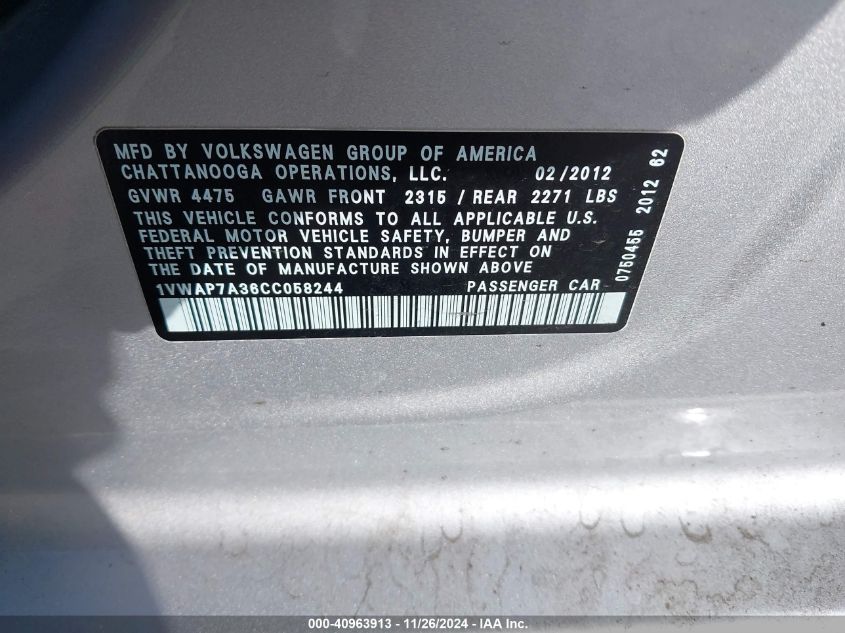 MFD BY VOLKSWAGEN GROUP OF AMERICA
CHATTANOOGA OPERATIONS, LLC. 02/2012
GVWR 4475 GAWR FRONT 2315 / REAR 2271 LBS
THIS VEHICLE CONFORMS TO ALL APPLICABLE U.S.
FEDERAL MOTOR VEHICLE SAFETY, BUMPER AND
THEFT PREVENTION STANDARDS IN EFFECT ON
THE DATE OF MANUFACTURE SHOWN ABOVE
1VWAP7A36CC058244 PASSENGER CAR
0750455 2012 62
000-40963913 - 11/26/2024 - IAA Inc.